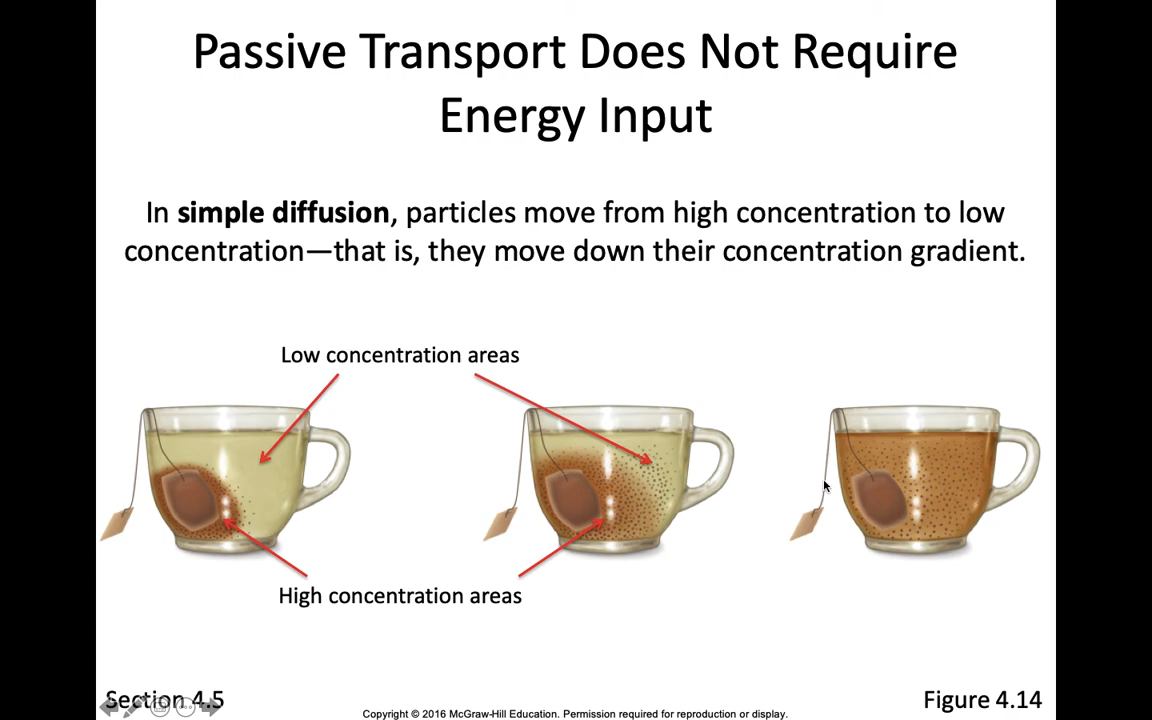 Passive Transport Does Not Require
Energy Input
In simple diffusion, particles move from high concentration to low
concentration—that is, they move down their concentration gradient.
Low concentration areas
High concentration areas
Section 4.5
Figure 4.14
Copyright © 2016 McGraw-Hill Education. Permission required for reproduction or display.